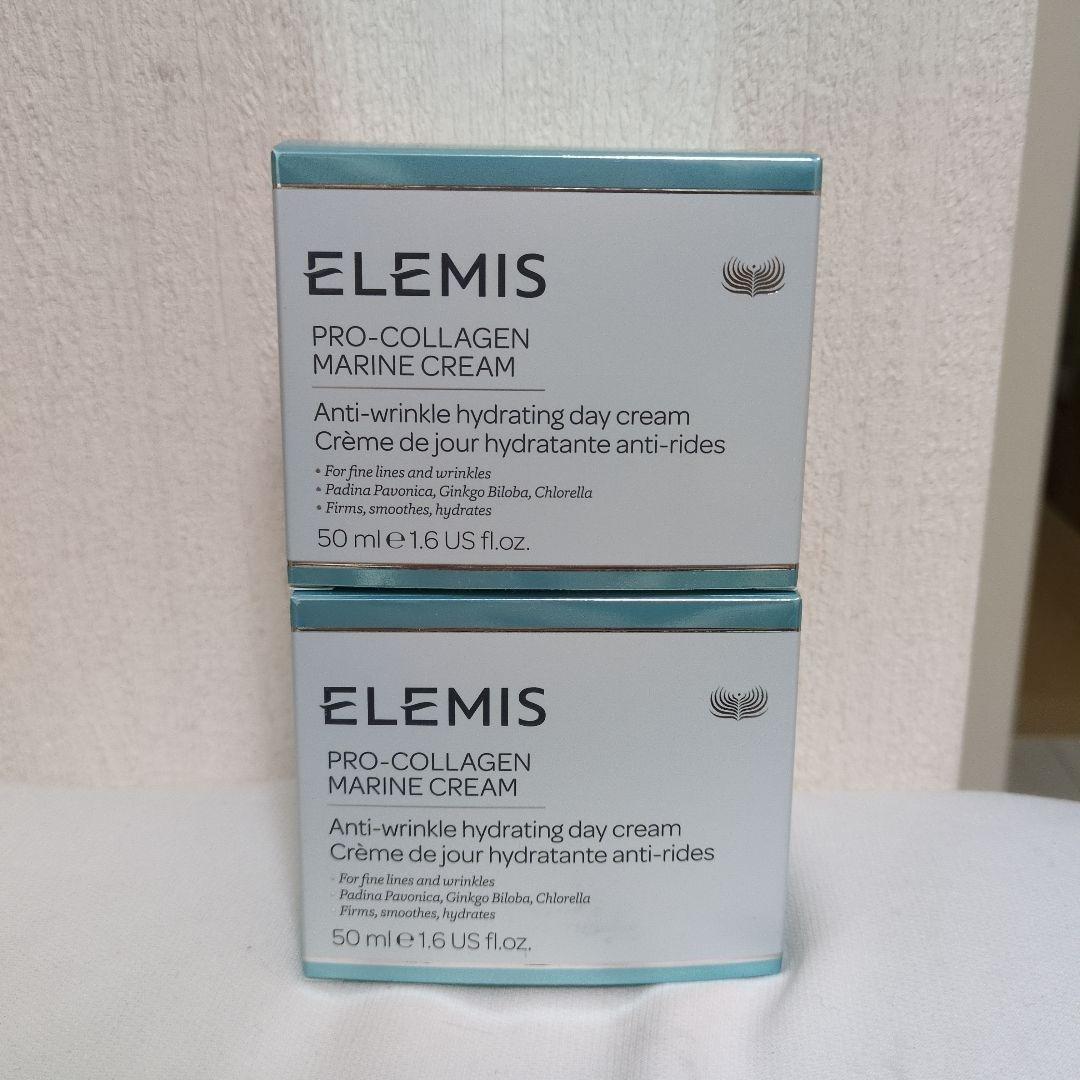 ELEMIS
PRO-COLLAGEN
MARINE CREAM
Anti-wrinkle hydrating day cream
Crème de jour hydratante anti-rides
• For fine lines and wrinkles
• Padina Pavonica, Ginkgo Biloba, Chlorella
• Firms, smoothes, hydrates
50 ml ℮ 1.6 US fl.oz.
ELEMIS
PRO-COLLAGEN
MARINE CREAM
Anti-wrinkle hydrating day cream
Crème de jour hydratante anti-rides
• For fine lines and wrinkles
• Padina Pavonica, Ginkgo Biloba, Chlorella
• Firms, smoothes, hydrates
50 ml ℮ 1.6 US fl.oz.